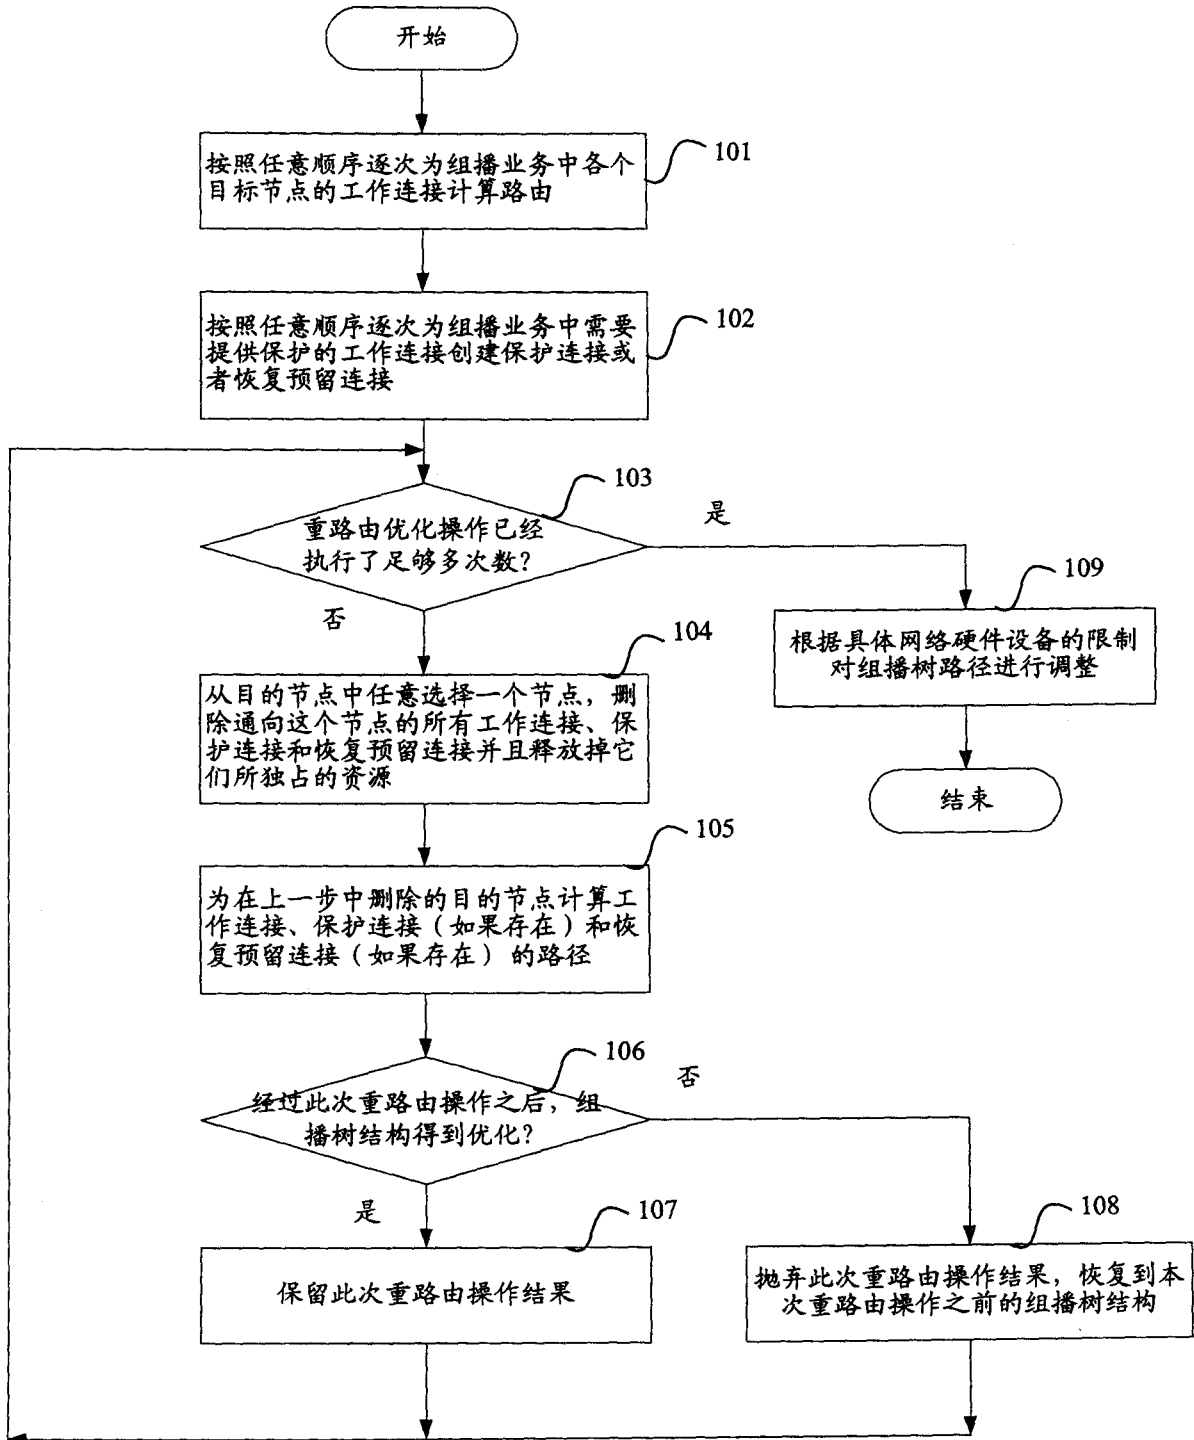 开始
101
按照任意顺序逐次为组播业务中各个
目标节点的工作连接计算路由
102
按照任意顺序逐次为组播业务中需要
提供保护的工作连接创建保护连接或
者恢复预留连接
103
是
重路由优化操作已经
执行了足够多次数?
109
否
根据具体网络硬件设备的限制
对组播树路径进行调整
104
从目的节点中任意选择一个节点，删
除通向这个节点的所有工作连接、保
护连接和恢复预留连接并且释放掉它
们所独占的资源
结束
105
为在上一步中删除的目的节点计算工
作连接、保护连接（如果存在）和恢
复预留连接（如果存在）的路径
106
否
经过此次重路由操作之后，组
播树结构得到优化?
是
107
108
保留此次重路由操作结果
抛弃此次重路由操作结果，恢复到本
次重路由操作之前的组播树结构